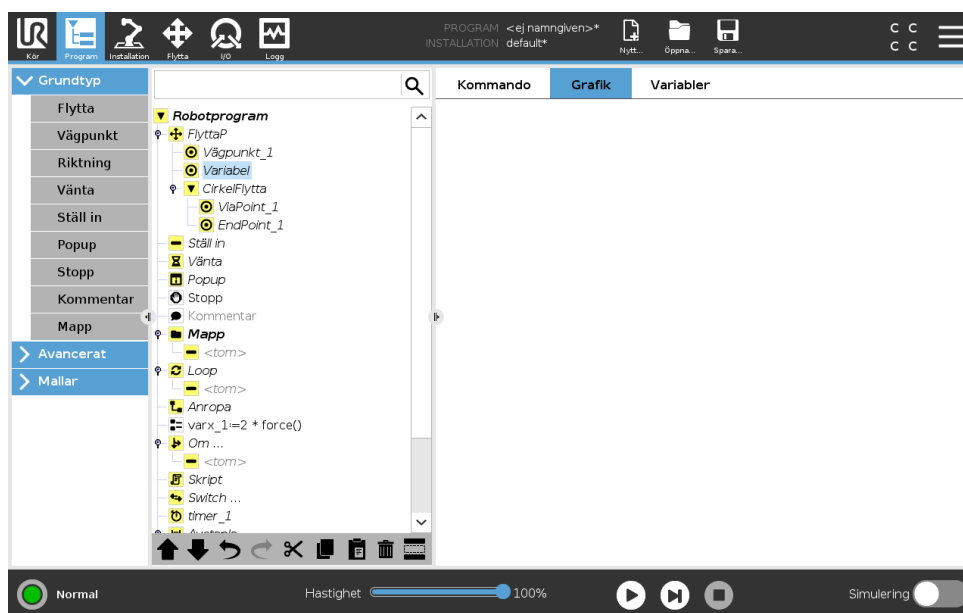 PROGRAM <ej namngiven>*
INSTALLATION default*
Kör
Program
Installation
Flytta
I/O
Logg
Nytt...
Öppna...
Spara...
C C
C C
Grundtyp
Flytta
Vägpunkt
Riktning
Vänta
Ställ in
Popup
Stopp
Kommentar
Mapp
Avancerat
Mallar
Robotprogram
FlyttaP
Vägpunkt_1
Variabel
CirkelFlytta
ViaPoint_1
EndPoint_1
Ställ in
Vänta
Popup
Stopp
Kommentar
Mapp
<tom>
Loop
<tom>
Anropa
varx_1≔2 * force()
Om ...
<tom>
Skript
Switch ...
timer_1
Kommando
Grafik
Variabler
Normal
Hastighet
100%
Simulering